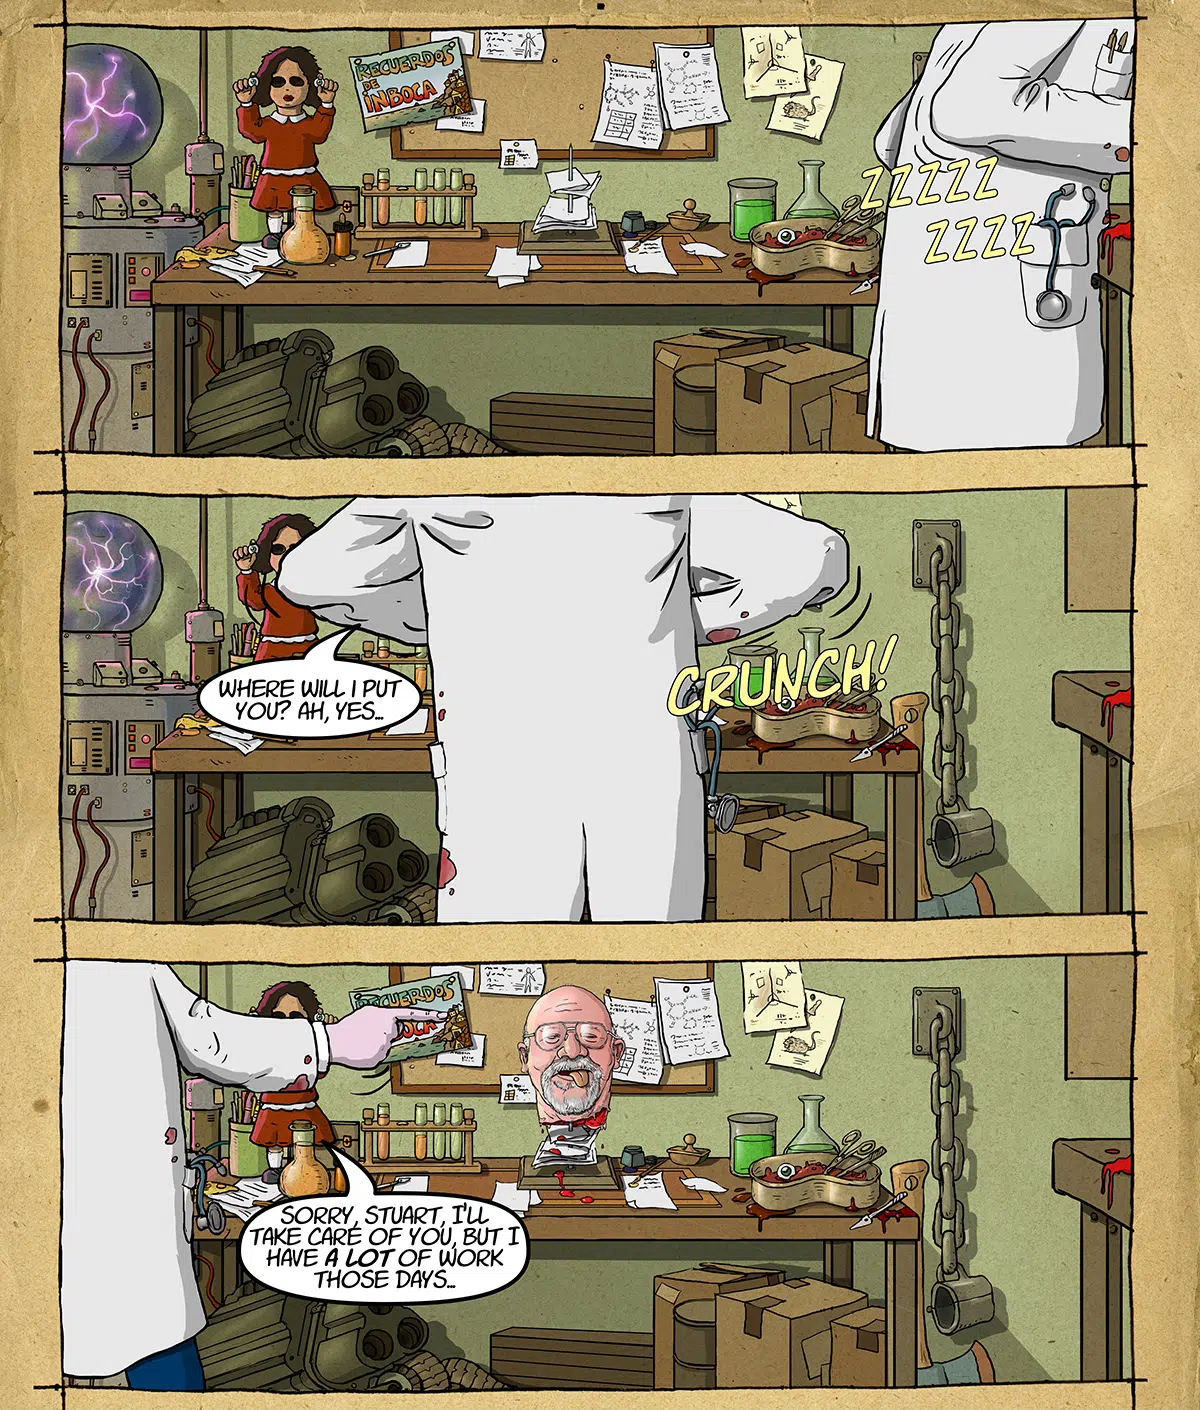 RECUERDOS
DE
INBOCA
ZZZZZ
ZZZZ
WHERE WILL I PUT
YOU? AH, YES...
CRUNCH!
RECUERDOS
OCA
SORRY, STUART, I'LL
TAKE CARE OF YOU, BUT I
HAVE A LOT OF WORK
THOSE DAYS...